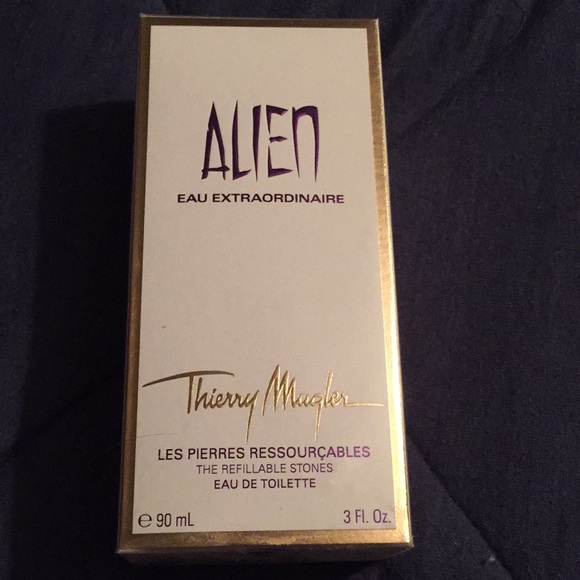 ALIEN
EAU EXTRAORDINAIRE
Thierry Mugler
LES PIERRES RESSOURÇABLES
THE REFILLABLE STONES
EAU DE TOILETTE
℮ 90 mL 3 Fl. Oz.